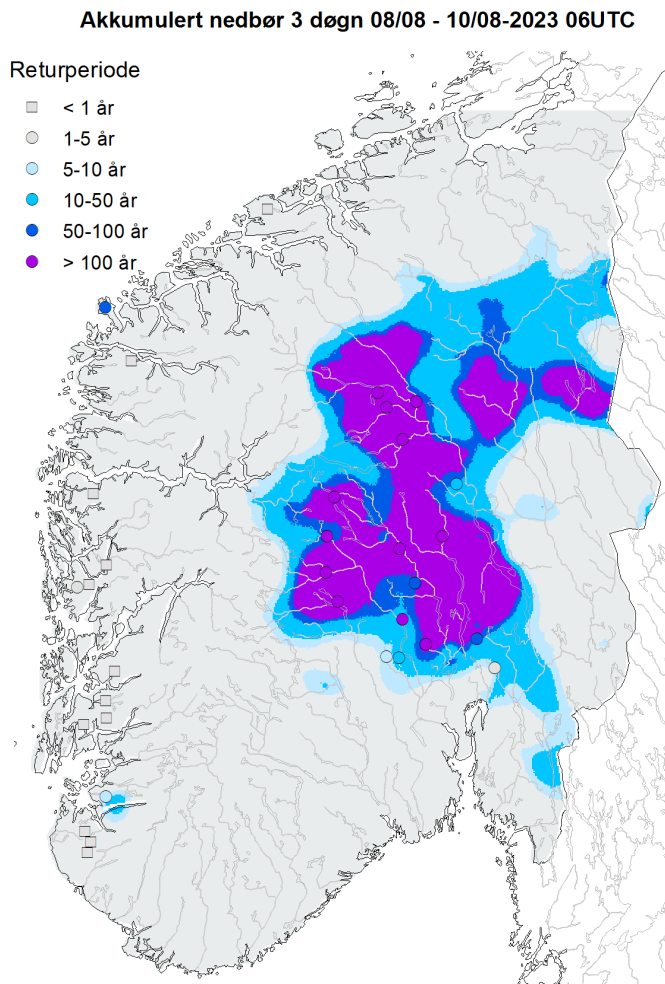 Akkumulert nedbør 3 døgn 08/08 - 10/08-2023 06UTC
Returperiode
< 1 år
1-5 år
5-10 år
10-50 år
50-100 år
> 100 år